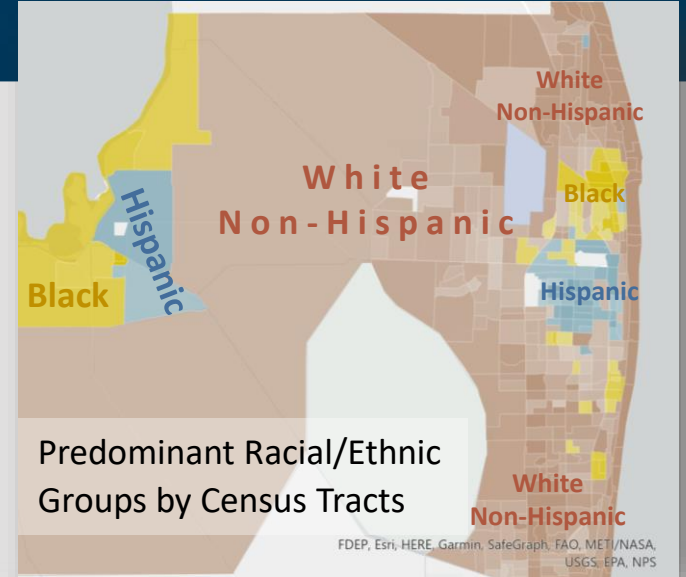 White
Non-Hispanic
White
Non-Hispanic
Black
Hispanic
Black
Hispanic
Predominant Racial/Ethnic
Groups by Census Tracts
White
Non-Hispanic
FDEP, Esri, HERE, Garmin, SafeGraph, FAO, METI/NASA,
USGS, EPA, NPS